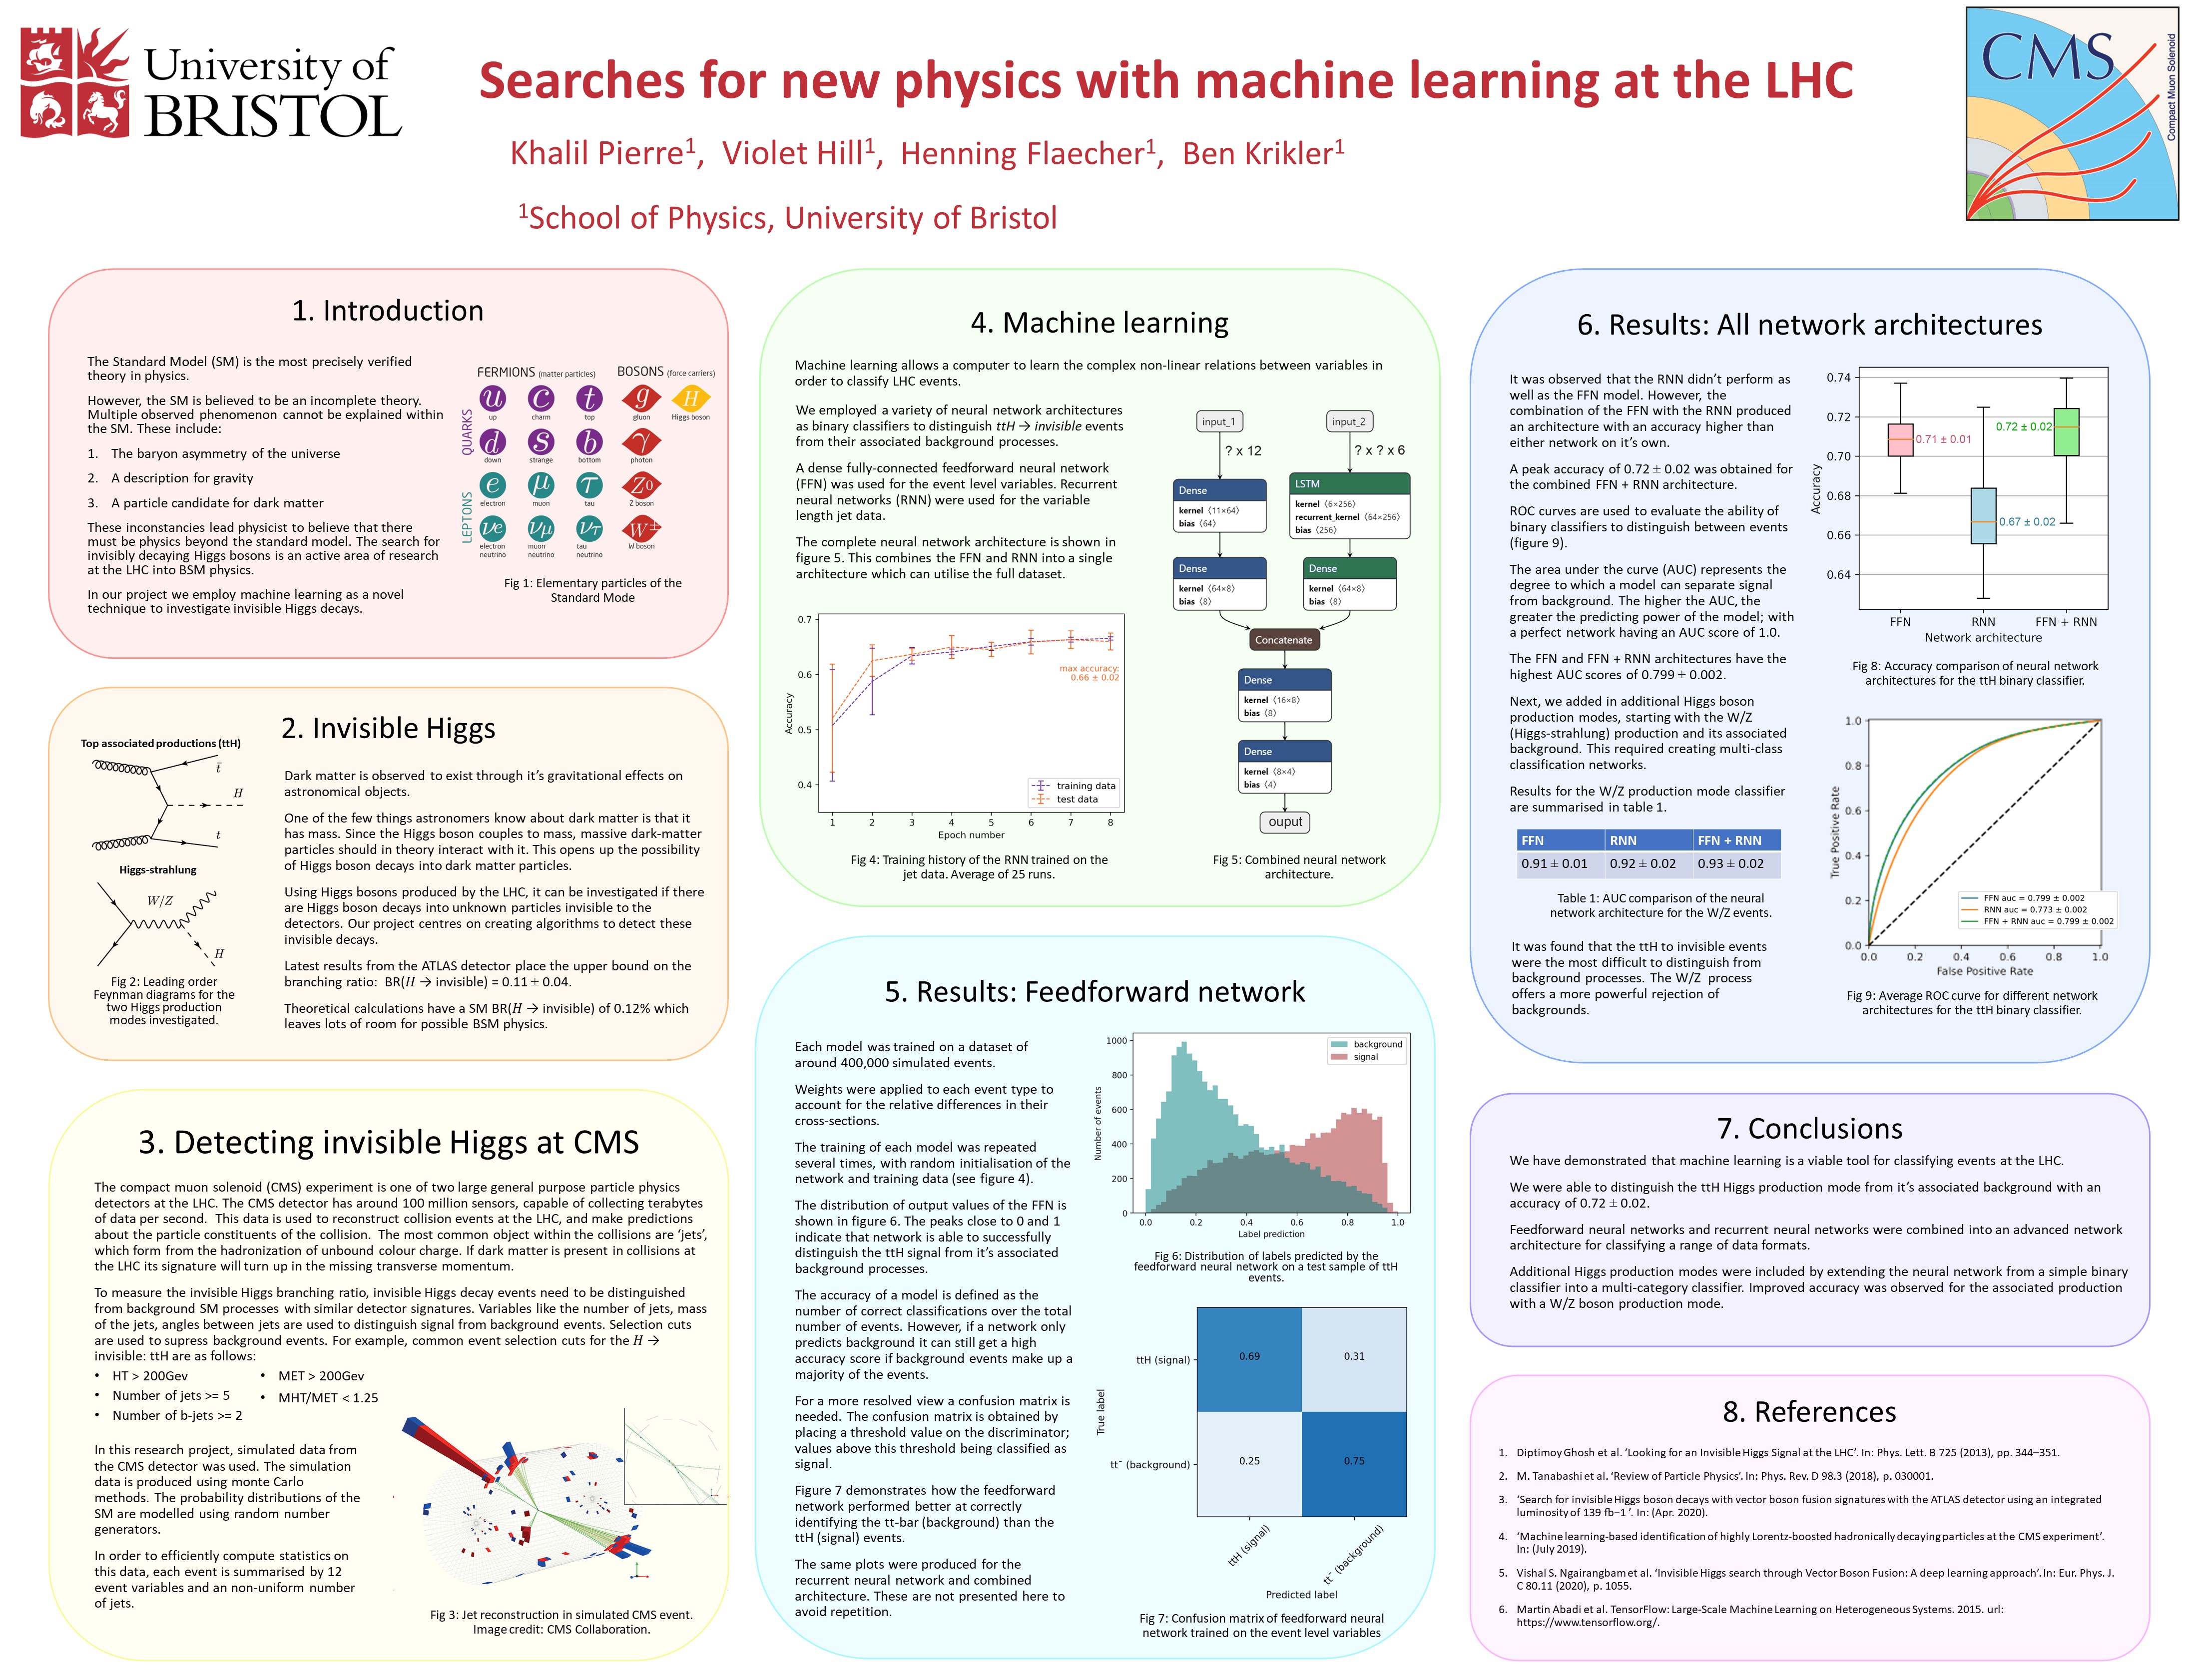 University of
BRISTOL
Searches for new physics with machine learning at the LHC
Khalil Pierre1, Violet Hill1, Henning Flaecher1, Ben Krikler1
1School of Physics, University of Bristol
CMS
Compact Muon Solenoid
1. Introduction
The Standard Model (SM) is the most precisely verified
theory in physics.
However, the SM is believed to be an incomplete theory.
Multiple observed phenomenon cannot be explained within
the SM. These include:
1. The baryon asymmetry of the universe
2. A description for gravity
3. A particle candidate for dark matter
These inconstancies lead physicist to believe that there
must be physics beyond the standard model. The search for
invisibly decaying Higgs bosons is an active area of research
at the LHC into BSM physics.
In our project we employ machine learning as a novel
technique to investigate invisible Higgs decays.
FERMIONS (matter particles) BOSONS (force carriers)
QUARKS
LEPTONS
u c t g H
up charm top gluon Higgs boson
d s b γ
down strange bottom photon
e μ τ Z0
electron muon tau Z boson
νe νμ ντ W±
electron neutrino muon neutrino tau neutrino W boson
Fig 1: Elementary particles of the
Standard Mode
2. Invisible Higgs
Top associated productions (ttH)
t̄
H
t
Higgs-strahlung
W/Z
H
Fig 2: Leading order
Feynman diagrams for the
two Higgs production
modes investigated.
Dark matter is observed to exist through it's gravitational effects on
astronomical objects.
One of the few things astronomers know about dark matter is that it
has mass. Since the Higgs boson couples to mass, massive dark-matter
particles should in theory interact with it. This opens up the possibility
of Higgs boson decays into dark matter particles.
Using Higgs bosons produced by the LHC, it can be investigated if there
are Higgs boson decays into unknown particles invisible to the
detectors. Our project centres on creating algorithms to detect these
invisible decays.
Latest results from the ATLAS detector place the upper bound on the
branching ratio: BR(H → invisible) = 0.11 ± 0.04.
Theoretical calculations have a SM BR(H → invisible) of 0.12% which
leaves lots of room for possible BSM physics.
3. Detecting invisible Higgs at CMS
The compact muon solenoid (CMS) experiment is one of two large general purpose particle physics
detectors at the LHC. The CMS detector has around 100 million sensors, capable of collecting terabytes
of data per second. This data is used to reconstruct collision events at the LHC, and make predictions
about the particle constituents of the collision. The most common object within the collisions are 'jets',
which form from the hadronization of unbound colour charge. If dark matter is present in collisions at
the LHC its signature will turn up in the missing transverse momentum.
To measure the invisible Higgs branching ratio, invisible Higgs decay events need to be distinguished
from background SM processes with similar detector signatures. Variables like the number of jets, mass
of the jets, angles between jets are used to distinguish signal from background events. Selection cuts
are used to supress background events. For example, common event selection cuts for the H →
invisible: ttH are as follows:
• HT > 200Gev
• Number of jets >= 5
• Number of b-jets >= 2
• MET > 200Gev
• MHT/MET < 1.25
In this research project, simulated data from
the CMS detector was used. The simulation
data is produced using monte Carlo
methods. The probability distributions of the
SM are modelled using random number
generators.
In order to efficiently compute statistics on
this data, each event is summarised by 12
event variables and an non-uniform number
of jets.
Fig 3: Jet reconstruction in simulated CMS event.
Image credit: CMS Collaboration.
4. Machine learning
Machine learning allows a computer to learn the complex non-linear relations between variables in
order to classify LHC events.
We employed a variety of neural network architectures
as binary classifiers to distinguish ttH → invisible events
from their associated background processes.
A dense fully-connected feedforward neural network
(FFN) was used for the event level variables. Recurrent
neural networks (RNN) were used for the variable
length jet data.
The complete neural network architecture is shown in
figure 5. This combines the FFN and RNN into a single
architecture which can utilise the full dataset.
0.7
0.6
0.5
0.4
Accuracy
max accuracy:
0.66 ± 0.02
training data
test data
1 2 3 4 5 6 7 8
Epoch number
Fig 4: Training history of the RNN trained on the
jet data. Average of 25 runs.
input_1 input_2
? x 12 ? x ? x 6
Dense
kernel ⟨11×64⟩
bias ⟨64⟩
LSTM
kernel ⟨6×256⟩
recurrent_kernel ⟨64×256⟩
bias ⟨256⟩
Dense
kernel ⟨64×8⟩
bias ⟨8⟩
Dense
kernel ⟨64×8⟩
bias ⟨8⟩
Concatenate
Dense
kernel ⟨16×8⟩
bias ⟨8⟩
Dense
kernel ⟨8×4⟩
bias ⟨4⟩
ouput
Fig 5: Combined neural network
architecture.
5. Results: Feedforward network
Each model was trained on a dataset of
around 400,000 simulated events.
Weights were applied to each event type to
account for the relative differences in their
cross-sections.
The training of each model was repeated
several times, with random initialisation of the
network and training data (see figure 4).
The distribution of output values of the FFN is
shown in figure 6. The peaks close to 0 and 1
indicate that network is able to successfully
distinguish the ttH signal from it's associated
background processes.
The accuracy of a model is defined as the
number of correct classifications over the total
number of events. However, if a network only
predicts background it can still get a high
accuracy score if background events make up a
majority of the events.
For a more resolved view a confusion matrix is
needed. The confusion matrix is obtained by
placing a threshold value on the discriminator;
values above this threshold being classified as
signal.
Figure 7 demonstrates how the feedforward
network performed better at correctly
identifying the tt-bar (background) than the
ttH (signal) events.
The same plots were produced for the
recurrent neural network and combined
architecture. These are not presented here to
avoid repetition.
1000
800
600
400
200
0
Number of events
background
signal
0.0 0.2 0.4 0.6 0.8 1.0
Label prediction
Fig 6: Distribution of labels predicted by the
feedforward neural network on a test sample of ttH
events.
True label
ttH (signal) 0.69 0.31
tt¯ (background) 0.25 0.75
ttH (signal) tt¯ (background)
Predicted label
Fig 7: Confusion matrix of feedforward neural
network trained on the event level variables
6. Results: All network architectures
It was observed that the RNN didn't perform as
well as the FFN model. However, the
combination of the FFN with the RNN produced
an architecture with an accuracy higher than
either network on it's own.
A peak accuracy of 0.72 ± 0.02 was obtained for
the combined FFN + RNN architecture.
ROC curves are used to evaluate the ability of
binary classifiers to distinguish between events
(figure 9).
The area under the curve (AUC) represents the
degree to which a model can separate signal
from background. The higher the AUC, the
greater the predicting power of the model; with
a perfect network having an AUC score of 1.0.
The FFN and FFN + RNN architectures have the
highest AUC scores of 0.799 ± 0.002.
Next, we added in additional Higgs boson
production modes, starting with the W/Z
(Higgs-strahlung) production and its associated
background. This required creating multi-class
classification networks.
Results for the W/Z production mode classifier
are summarised in table 1.
FFN RNN FFN + RNN
0.91 ± 0.01 0.92 ± 0.02 0.93 ± 0.02
Table 1: AUC comparison of the neural
network architecture for the W/Z events.
It was found that the ttH to invisible events
were the most difficult to distinguish from
background processes. The W/Z process
offers a more powerful rejection of
backgrounds.
0.74
0.72
0.70
0.68
0.66
0.64
Accuracy
0.71 ± 0.01
0.67 ± 0.02
0.72 ± 0.02
FFN RNN FFN + RNN
Network architecture
Fig 8: Accuracy comparison of neural network
architectures for the ttH binary classifier.
1.0
0.8
0.6
0.4
0.2
0.0
True Positive Rate
FFN auc = 0.799 ± 0.002
RNN auc = 0.773 ± 0.002
FFN + RNN auc = 0.799 ± 0.002
0.0 0.2 0.4 0.6 0.8 1.0
False Positive Rate
Fig 9: Average ROC curve for different network
architectures for the ttH binary classifier.
7. Conclusions
We have demonstrated that machine learning is a viable tool for classifying events at the LHC.
We were able to distinguish the ttH Higgs production mode from it's associated background with an
accuracy of 0.72 ± 0.02.
Feedforward neural networks and recurrent neural networks were combined into an advanced network
architecture for classifying a range of data formats.
Additional Higgs production modes were included by extending the neural network from a simple binary
classifier into a multi-category classifier. Improved accuracy was observed for the associated production
with a W/Z boson production mode.
8. References
1. Diptimoy Ghosh et al. 'Looking for an Invisible Higgs Signal at the LHC'. In: Phys. Lett. B 725 (2013), pp. 344–351.
2. M. Tanabashi et al. 'Review of Particle Physics'. In: Phys. Rev. D 98.3 (2018), p. 030001.
3. 'Search for invisible Higgs boson decays with vector boson fusion signatures with the ATLAS detector using an integrated
luminosity of 139 fb−1 '. In: (Apr. 2020).
4. 'Machine learning-based identification of highly Lorentz-boosted hadronically decaying particles at the CMS experiment'.
In: (July 2019).
5. Vishal S. Ngairangbam et al. 'Invisible Higgs search through Vector Boson Fusion: A deep learning approach'. In: Eur. Phys. J.
C 80.11 (2020), p. 1055.
6. Martin Abadi et al. TensorFlow: Large-Scale Machine Learning on Heterogeneous Systems. 2015. url:
https://www.tensorflow.org/.